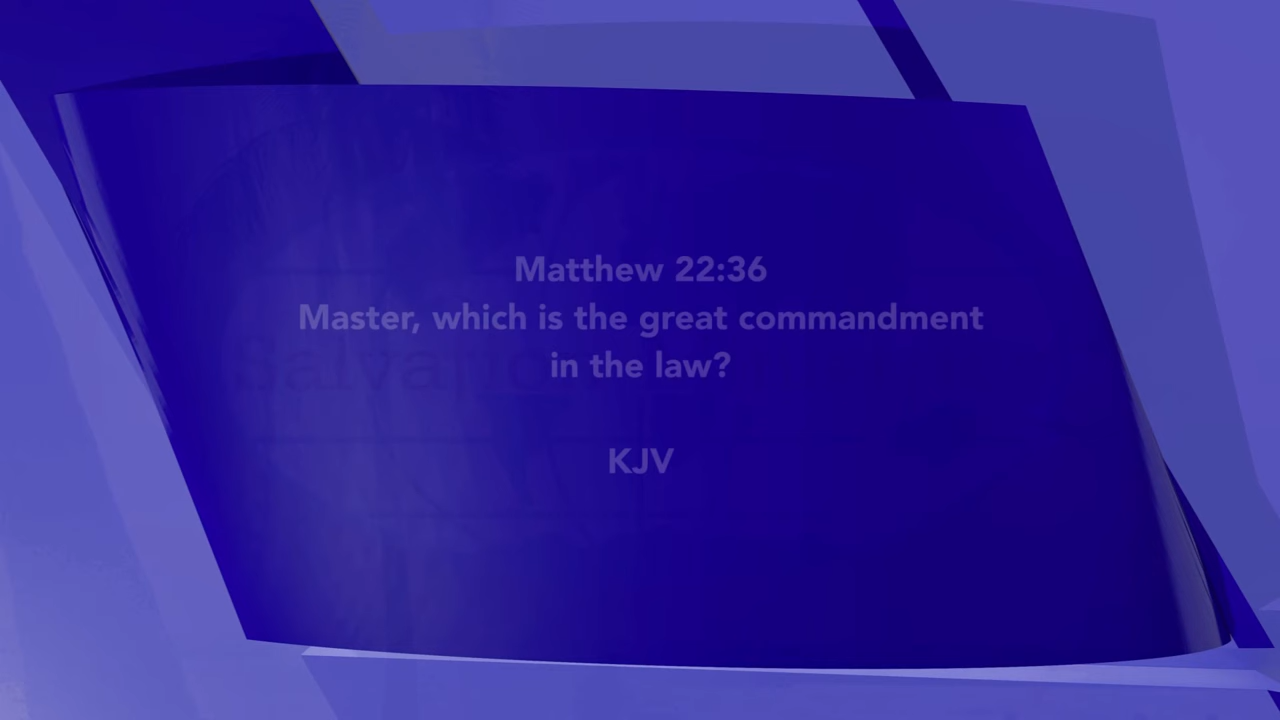 Matthew 22:36
Master, which is the great commandment
in the law?
KJV